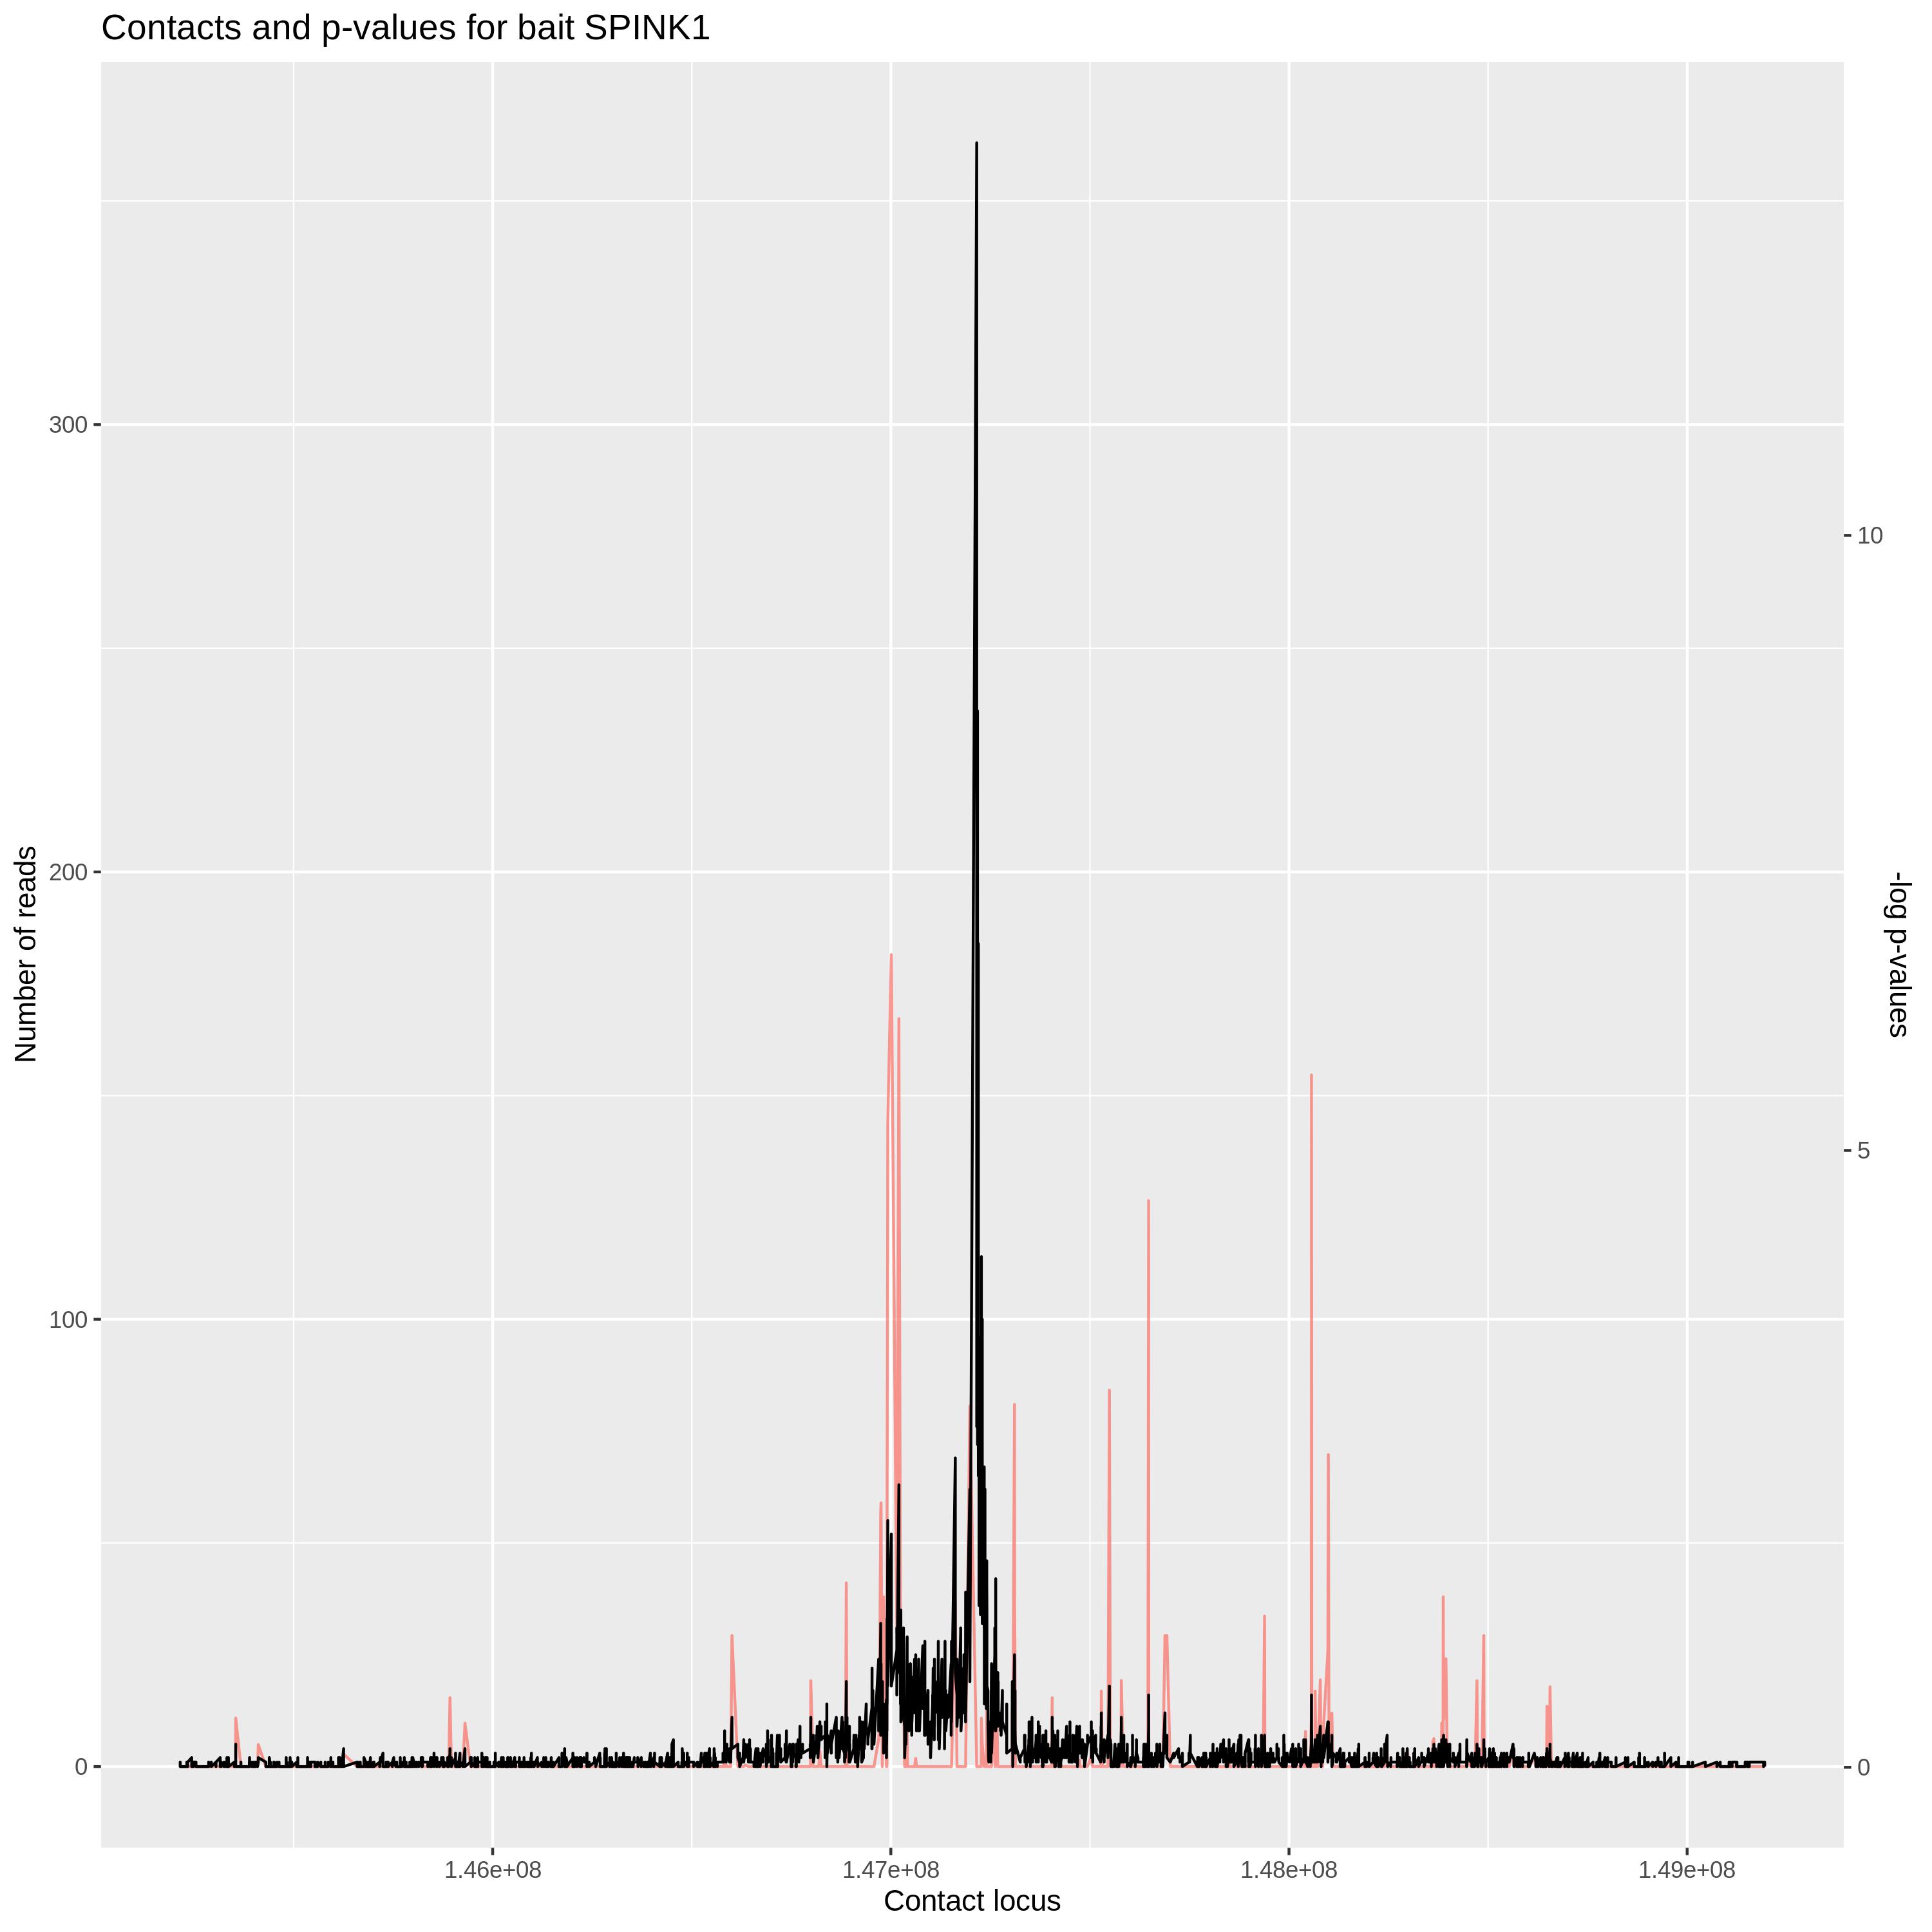 Contacts and p-values for bait SPINK1
Number of reads
300
200
100
0
10
5
0
-log p-values
1.46e+08
1.47e+08
1.48e+08
1.49e+08
Contact locus